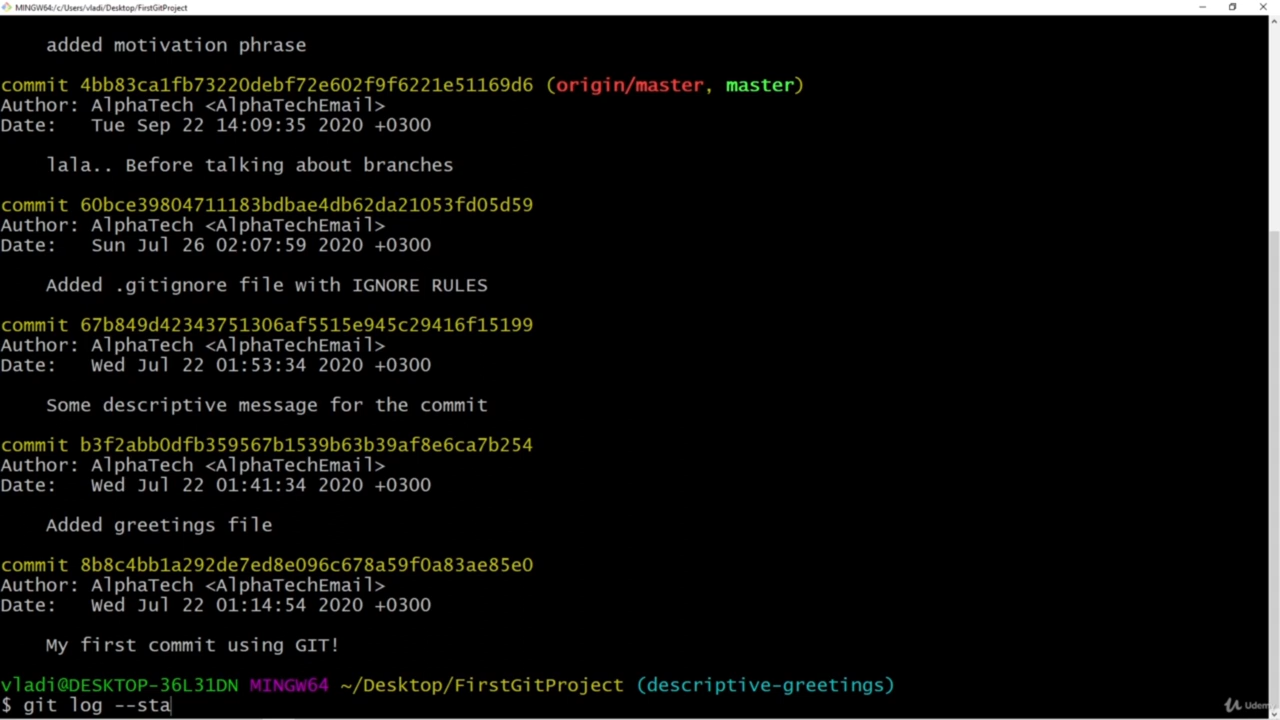 MINGW64:/c/Users/vladi/Desktop/FirstGitProject
added motivation phrase
commit 4bb83ca1fb73220debf72e602f9f6221e51169d6 (origin/master, master)
Author: AlphaTech <AlphaTechEmail>
Date:   Tue Sep 22 14:09:35 2020 +0300
lala.. Before talking about branches
commit 60bce39804711183bdbae4db62da21053fd05d59
Author: AlphaTech <AlphaTechEmail>
Date:   Sun Jul 26 02:07:59 2020 +0300
Added .gitignore file with IGNORE RULES
commit 67b849d42343751306af5515e945c29416f15199
Author: AlphaTech <AlphaTechEmail>
Date:   Wed Jul 22 01:53:34 2020 +0300
Some descriptive message for the commit
commit b3f2abb0dfb359567b1539b63b39af8e6ca7b254
Author: AlphaTech <AlphaTechEmail>
Date:   Wed Jul 22 01:41:34 2020 +0300
Added greetings file
commit 8b8c4bb1a292de7ed8e096c678a59f0a83ae85e0
Author: AlphaTech <AlphaTechEmail>
Date:   Wed Jul 22 01:14:54 2020 +0300
My first commit using GIT!
vladi@DESKTOP-36L31DN MINGW64 ~/Desktop/FirstGitProject (descriptive-greetings)
$ git log --sta
Udemy